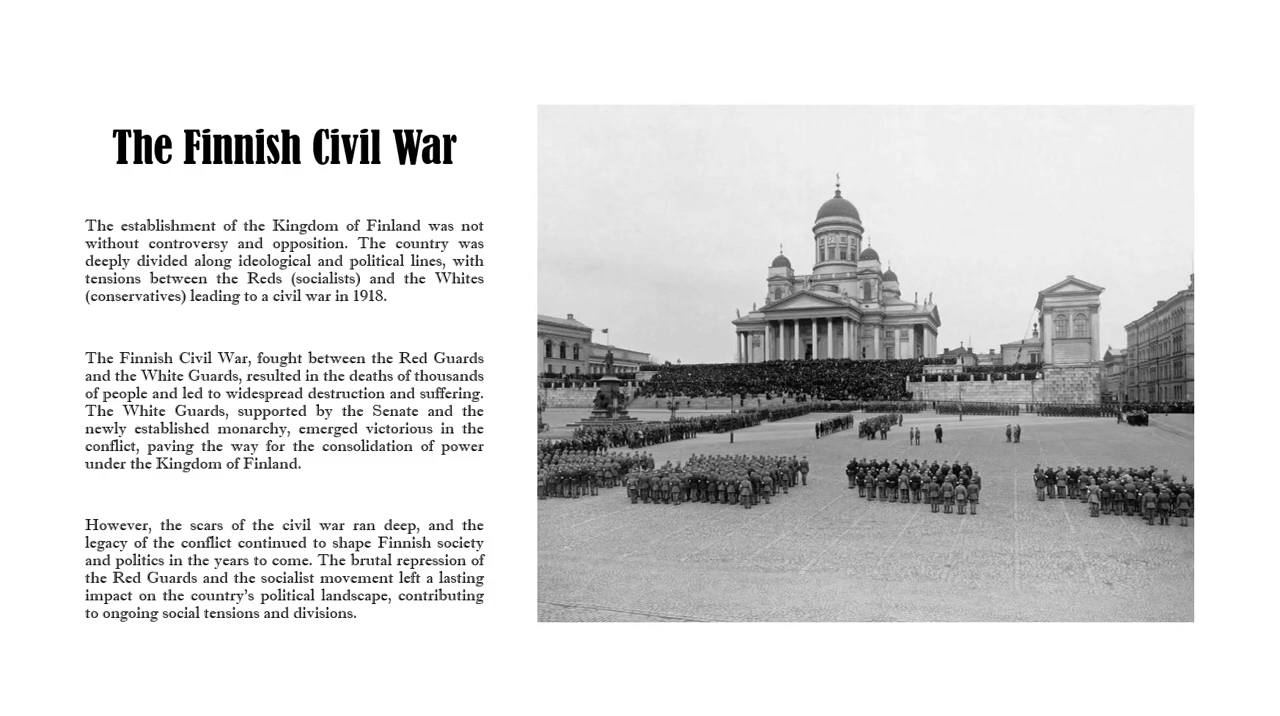 The Finnish Civil War
The establishment of the Kingdom of Finland was not
without controversy and opposition. The country was
deeply divided along ideological and political lines, with
tensions between the Reds (socialists) and the Whites
(conservatives) leading to a civil war in 1918.
The Finnish Civil War, fought between the Red Guards
and the White Guards, resulted in the deaths of thousands
of people and led to widespread destruction and suffering.
The White Guards, supported by the Senate and the
newly established monarchy, emerged victorious in the
conflict, paving the way for the consolidation of power
under the Kingdom of Finland.
However, the scars of the civil war ran deep, and the
legacy of the conflict continued to shape Finnish society
and politics in the years to come. The brutal repression of
the Red Guards and the socialist movement left a lasting
impact on the country’s political landscape, contributing
to ongoing social tensions and divisions.